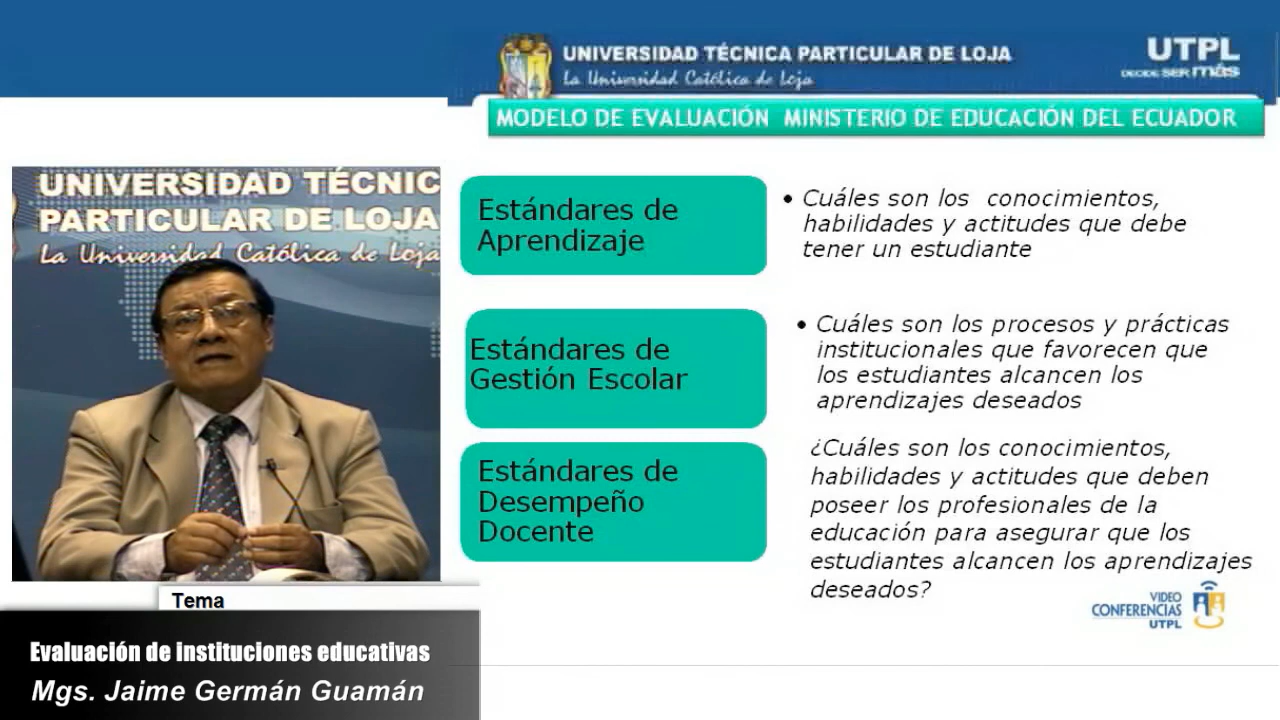 UNIVERSIDAD TÉCNICA PARTICULAR DE LOJA
La Universidad Católica de Loja
UTPL
DECIDE SER más
MODELO DE EVALUACIÓN MINISTERIO DE EDUCACIÓN DEL ECUADOR
UNIVERSIDAD TÉCNIC
PARTICULAR DE LOJA
La Universidad Católica de Loja
Estándares de
Aprendizaje
• Cuáles son los conocimientos,
habilidades y actitudes que debe
tener un estudiante
Estándares de
Gestión Escolar
• Cuáles son los procesos y prácticas
institucionales que favorecen que
los estudiantes alcancen los
aprendizajes deseados
Estándares de
Desempeño
Docente
¿Cuáles son los conocimientos,
habilidades y actitudes que deben
poseer los profesionales de la
educación para asegurar que los
estudiantes alcancen los aprendizajes
deseados?
VIDEO
CONFERENCIAS
UTPL
Tema
Evaluación de instituciones educativas
Mgs. Jaime Germán Guamán